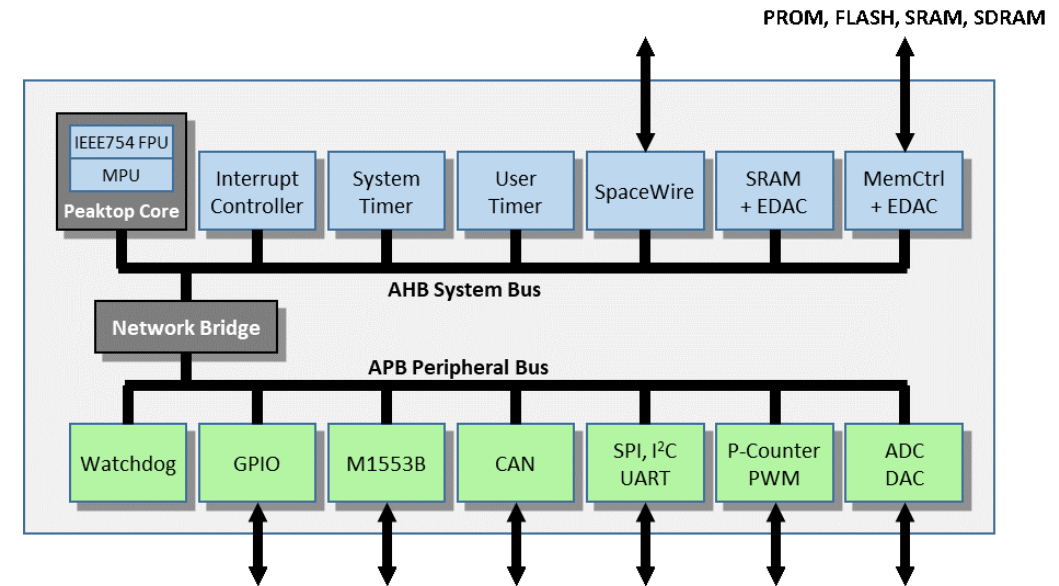 PROM, FLASH, SRAM, SDRAM
IEEE754 FPU
MPU
Peaktop Core
Interrupt
Controller
System
Timer
User
Timer
SpaceWire
SRAM
+ EDAC
MemCtrl
+ EDAC
AHB System Bus
Network Bridge
APB Peripheral Bus
Watchdog
GPIO
M1553B
CAN
SPI, I²C
UART
P-Counter
PWM
ADC
DAC